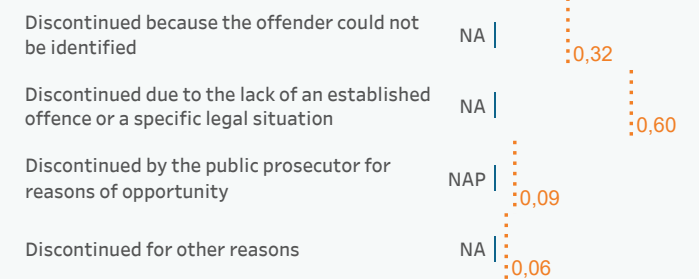 Discontinued because the offender could not
be identified
NA
0,32
Discontinued due to the lack of an established
offence or a specific legal situation
NA
0,60
Discontinued by the public prosecutor for
reasons of opportunity
NAP
0,09
Discontinued for other reasons
NA
0,06